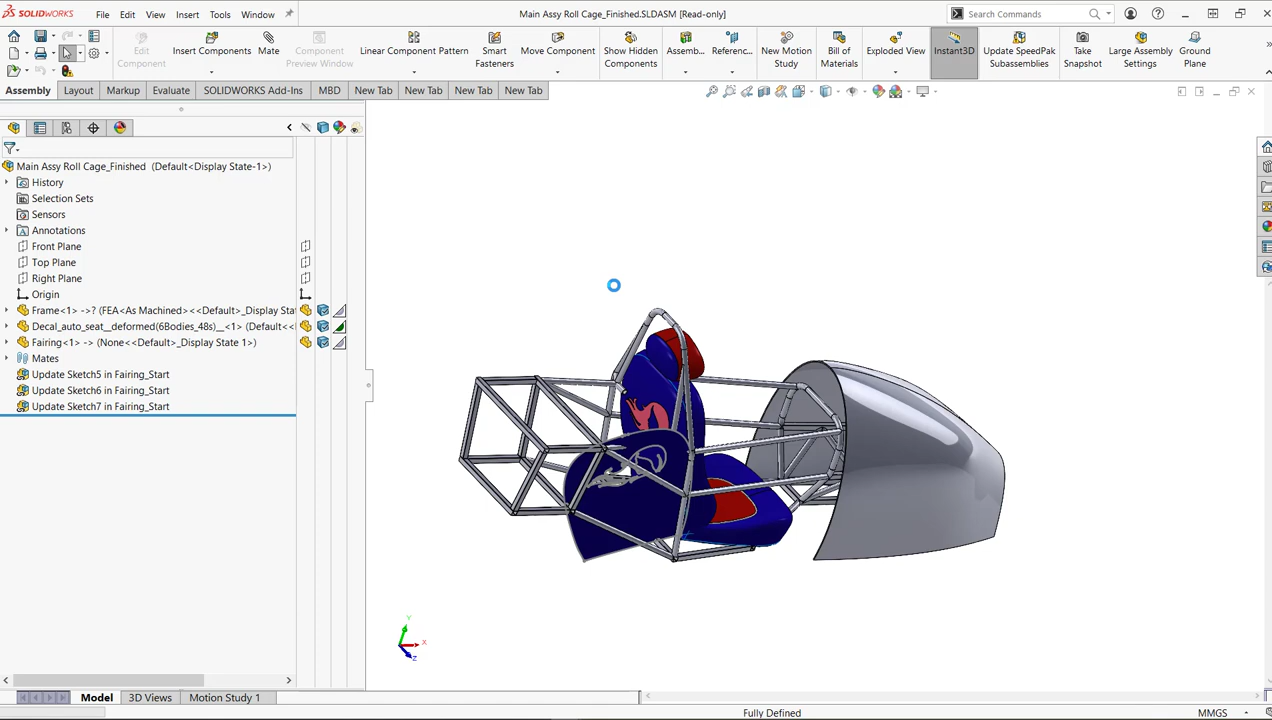 SOLIDWORKS File Edit View Insert Tools Window Main Assy Roll Cage_Finished.SLDASM [Read-only] Search Commands
Edit Component
Insert Components
Mate
Component Preview Window
Linear Component Pattern
Smart Fasteners
Move Component
Show Hidden Components
Assemb...
Referenc...
New Motion Study
Bill of Materials
Exploded View
Instant3D
Update SpeedPak Subassemblies
Take Snapshot
Large Assembly Settings
Ground Plane
Assembly Layout Markup Evaluate SOLIDWORKS Add-Ins MBD New Tab New Tab New Tab New Tab
Main Assy Roll Cage_Finished (Default<Display State-1>)
History
Selection Sets
Sensors
Annotations
Front Plane
Top Plane
Right Plane
Origin
Frame<1> ->? (FEA<As Machined><<Default>_Display Sta
Decal_auto_seat__deformed(6Bodies_48s)__<1> (Default<<
Fairing<1> -> (None<<Default>_Display State 1>)
Mates
Update Sketch5 in Fairing_Start
Update Sketch6 in Fairing_Start
Update Sketch7 in Fairing_Start
Y
X
Z
Model 3D Views Motion Study 1
Fully Defined MMGS